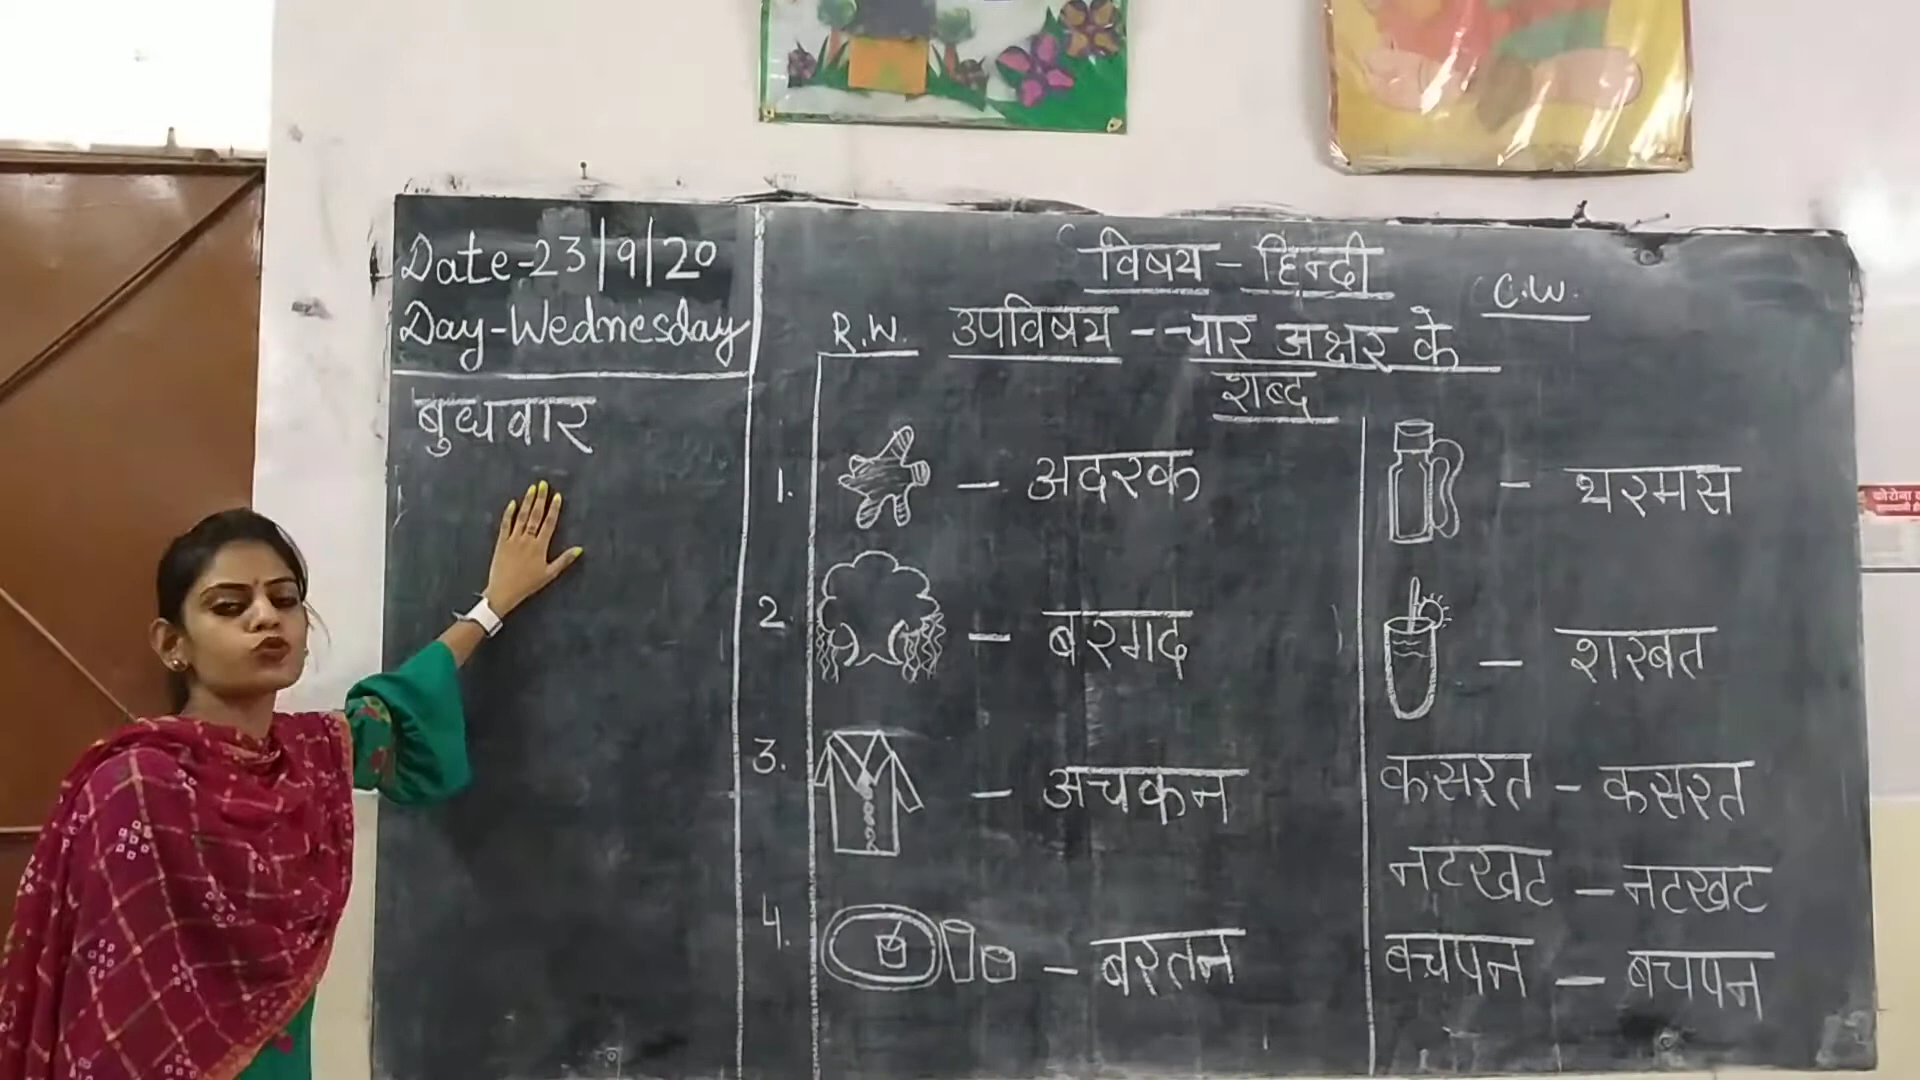 Date-23/9/20
Day-Wednesday
बुधवार
विषय - हिन्दी
C.W.
R.W. उपविषय - चार अक्षर के
शब्द
1. - अदरक
- थरमस
2. - बरगद
- शरबत
3. - अचकन
कसरत - कसरत
नटखट - नटखट
4. - बरतन
बचपन - बचपन